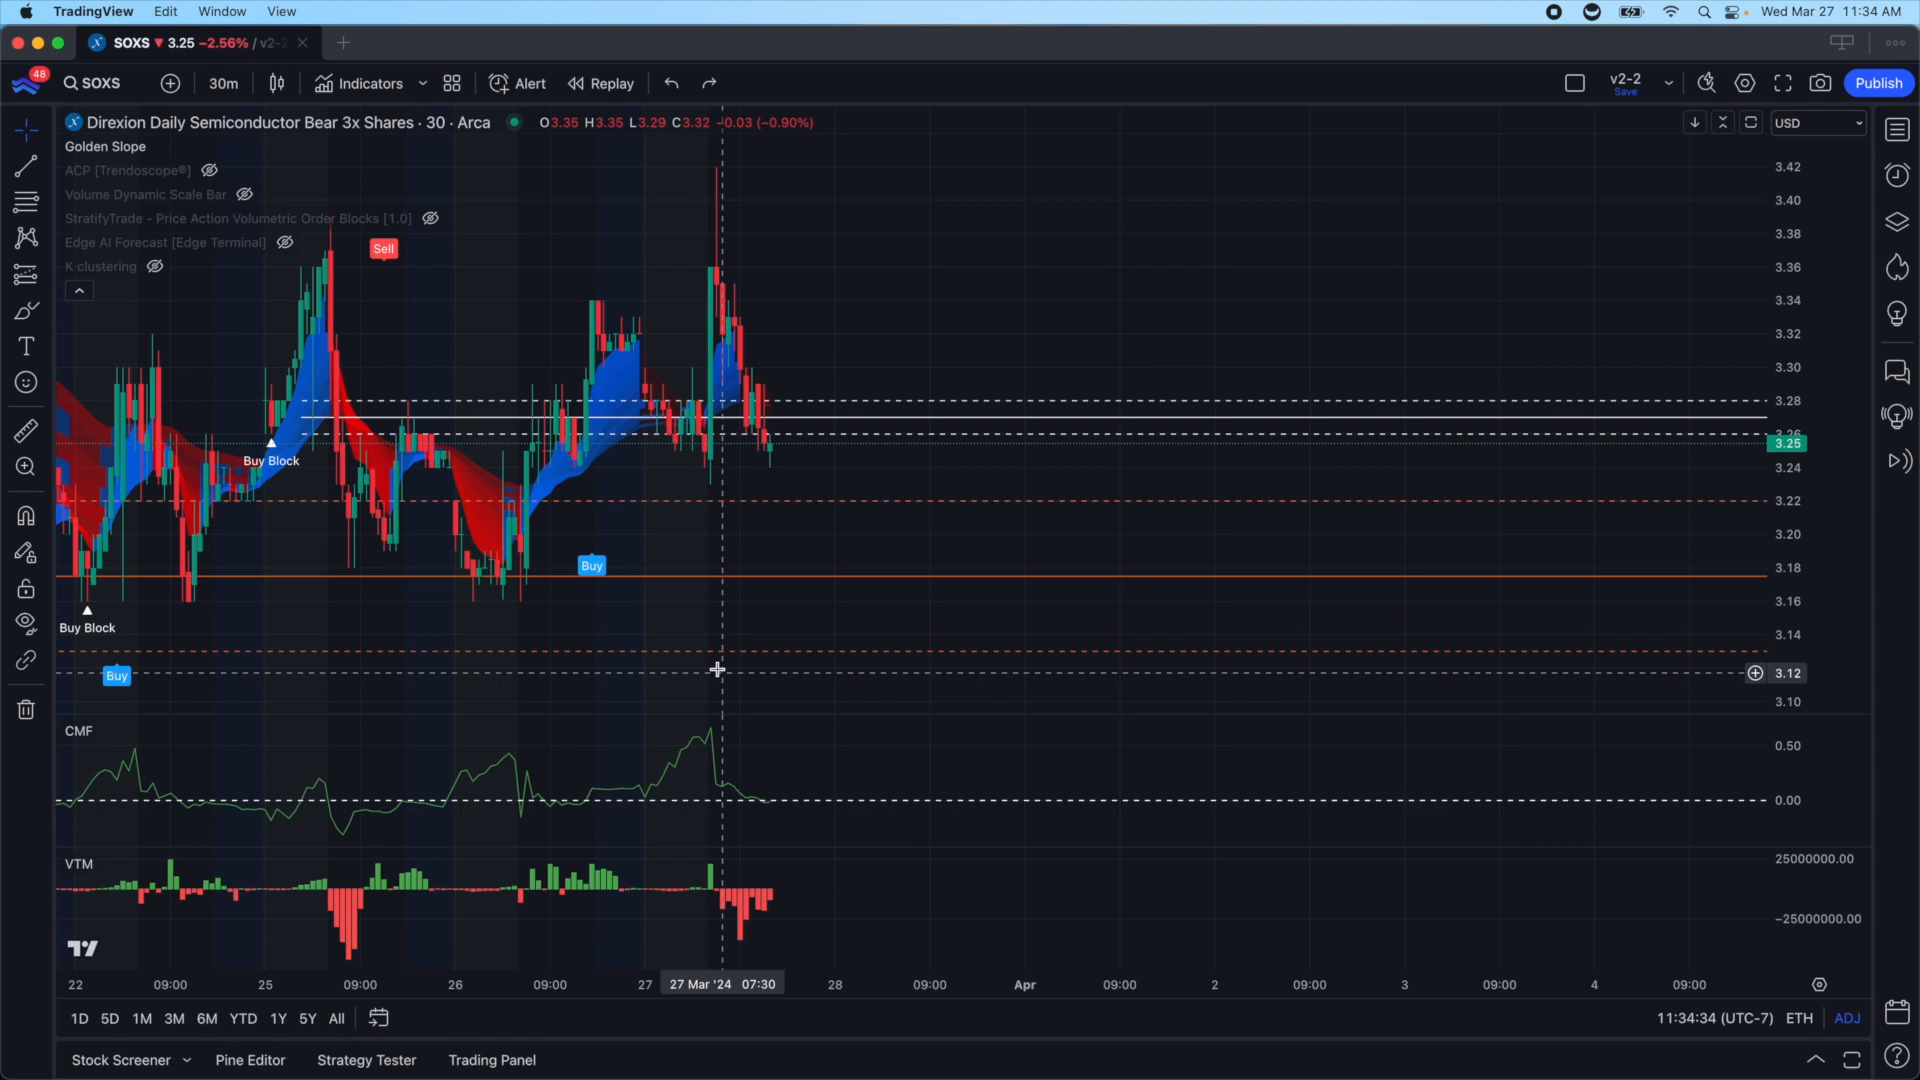 TradingView Edit Window View Wed Mar 27 11:34 AM
SOXS 3.25 −2.56% / v2-2
48 SOXS 30m Indicators Alert Replay v2-2 Publish
Save
Direxion Daily Semiconductor Bear 3x Shares · 30 · Arca O3.35 H3.35 L3.29 C3.32 −0.03 (−0.90%) USD
Golden Slope
ACP [Trendoscope®]
Volume Dynamic Scale Bar
StratifyTrade - Price Action Volumetric Order Blocks [1.0]
Edge AI Forecast [Edge Terminal]
K clustering
Sell
Buy Block
Buy
Buy Block
Buy
3.42
3.40
3.38
3.36
3.34
3.32
3.30
3.28
3.26
3.25
3.24
3.22
3.20
3.18
3.16
3.14
3.12
3.10
CMF
0.50
0.00
VTM
25000000.00
−25000000.00
22 09:00 25 09:00 26 09:00 27 27 Mar '24 07:30 28 09:00 Apr 09:00 2 09:00 3 09:00 4 09:00
1D 5D 1M 3M 6M YTD 1Y 5Y All 11:34:34 (UTC-7) ETH ADJ
Stock Screener Pine Editor Strategy Tester Trading Panel